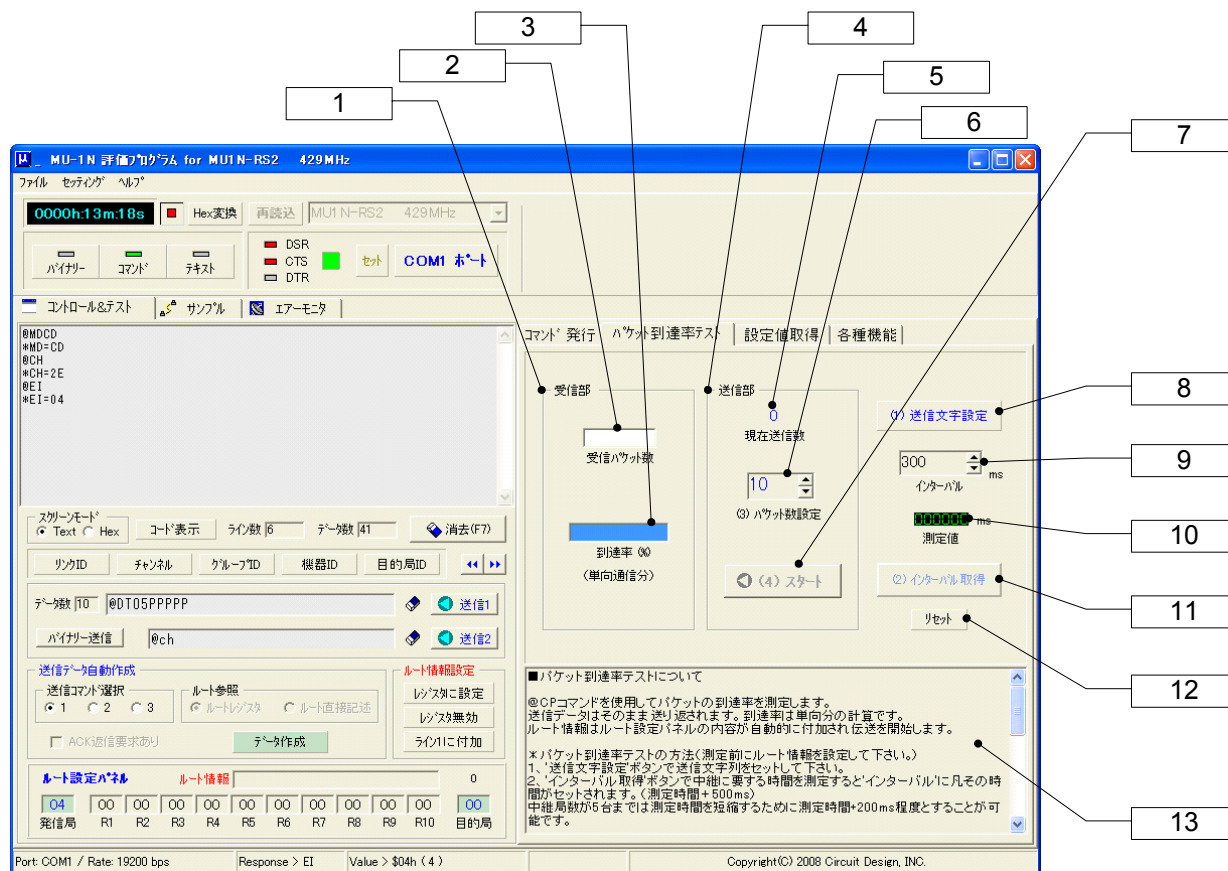 3
4
2
5
1
6
7
μ _ MU-1N 評価ﾌﾟﾛｸﾞﾗﾑ for MU1N-RS2 429MHz
ﾌｧｲﾙ ｾｯﾃｨﾝｸﾞ ﾍﾙﾌﾟ
0000h:13m:18s Hex変換 再読込 MU1N-RS2 429MHz
ﾊﾞｲﾅﾘｰ ｺﾏﾝﾄﾞ ﾃｷｽﾄ
DSR
CTS
DTR
ｾｯﾄ COM1 ﾎﾟｰﾄ
ｺﾝﾄﾛｰﾙ&ﾃｽﾄ ｻﾝﾌﾟﾙ ｴｱｰﾓﾆﾀ
@MDCD
*MD=CD
@CH
*CH=2E
@EI
*EI=04
ｽｸﾘｰﾝﾓｰﾄﾞ
Text Hex ｺｰﾄﾞ表示 ﾗｲﾝ数 6 ﾃﾞｰﾀ数 41 消去(F7)
ﾘﾝｸID ﾁｬﾝﾈﾙ ｸﾞﾙｰﾌﾟID 機器ID 目的局ID
ﾃﾞｰﾀ数 10 @DT05PPPPP 送信1
ﾊﾞｲﾅﾘｰ送信 @ch 送信2
送信ﾃﾞｰﾀ自動作成
送信ｺﾏﾝﾄﾞ選択
1 2 3
ﾙｰﾄ参照
ﾙｰﾄﾚｼﾞｽﾀ ﾙｰﾄ直接記述
ACK返信要求あり ﾃﾞｰﾀ作成
ﾙｰﾄ情報設定
ﾚｼﾞｽﾀに設定
ﾚｼﾞｽﾀ無効
ﾗｲﾝ1に付加
ﾙｰﾄ設定ﾊﾟﾈﾙ ﾙｰﾄ情報 0
04 00 00 00 00 00 00 00 00 00 00 00
発信局 R1 R2 R3 R4 R5 R6 R7 R8 R9 R10 目的局
ｺﾏﾝﾄﾞ発行 ﾊﾟｹｯﾄ到達率ﾃｽﾄ 設定値取得 各種機能
受信部
受信ﾊﾟｹｯﾄ数
到達率 (%)
(単向通信分)
送信部
0
現在送信数
10
(3) ﾊﾟｹｯﾄ数設定
(4) ｽﾀｰﾄ
(1) 送信文字設定
300 ms
ｲﾝﾀｰﾊﾞﾙ
000000 ms
測定値
(2) ｲﾝﾀｰﾊﾞﾙ取得
ﾘｾｯﾄ
8
9
10
11
12
13
■パケット到達率テストについて
@CPコマンドを使用してパケットの到達率を測定します。
送信データはそのまま送り返されます。到達率は単向分の計算です。
ルート情報はルート設定パネルの内容が自動的に付加され伝送を開始します。
*パケット到達率テストの方法(測定前にルート情報を設定して下さい。)
1、'送信文字設定'ボタンで送信文字列をセットして下さい。
2、'インターバル取得'ボタンで中継に要する時間を測定すると'インターバル'に凡その時
間がセットされます。(測定時間+500ms)
中継局数が5台までは測定時間を短縮するために測定時間+200ms程度とすることが可
能です。
Port: COM1 / Rate: 19200 bps Response > EI Value > $04h ( 4 ) Copyright(C) 2008 Circuit Design, INC.